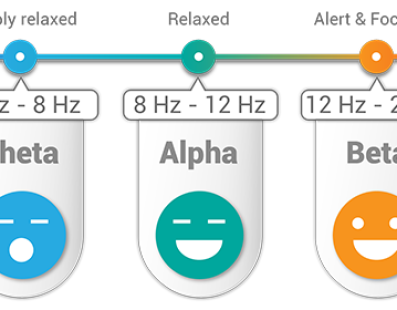 ply relaxed Relaxed Alert & Foc
z - 8 Hz 8 Hz - 12 Hz 12 Hz - 2
heta Alpha Beta